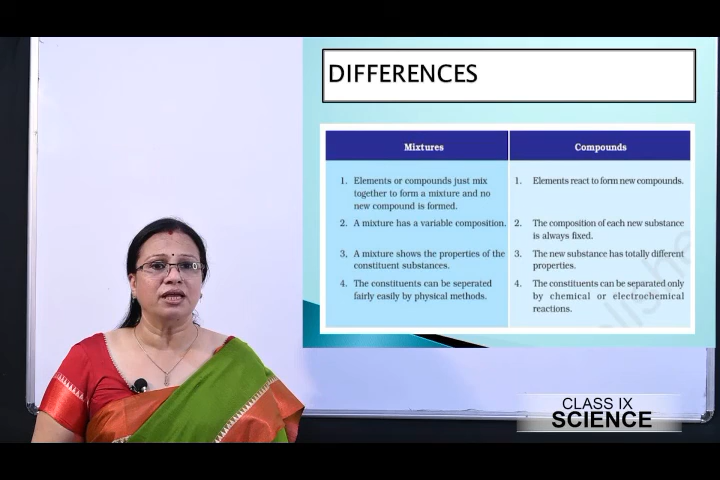 DIFFERENCES
Mixtures
1. Elements or compounds just mix
together to form a mixture and no
new compound is formed.
2. A mixture has a variable composition.
3. A mixture shows the properties of the
constituent substances.
4. The constituents can be seperated
fairly easily by physical methods.
Compounds
1. Elements react to form new compounds.
2. The composition of each new substance
is always fixed.
3. The new substance has totally different
properties.
4. The constituents can be separated only
by chemical or electrochemical
reactions.
CLASS IX
SCIENCE